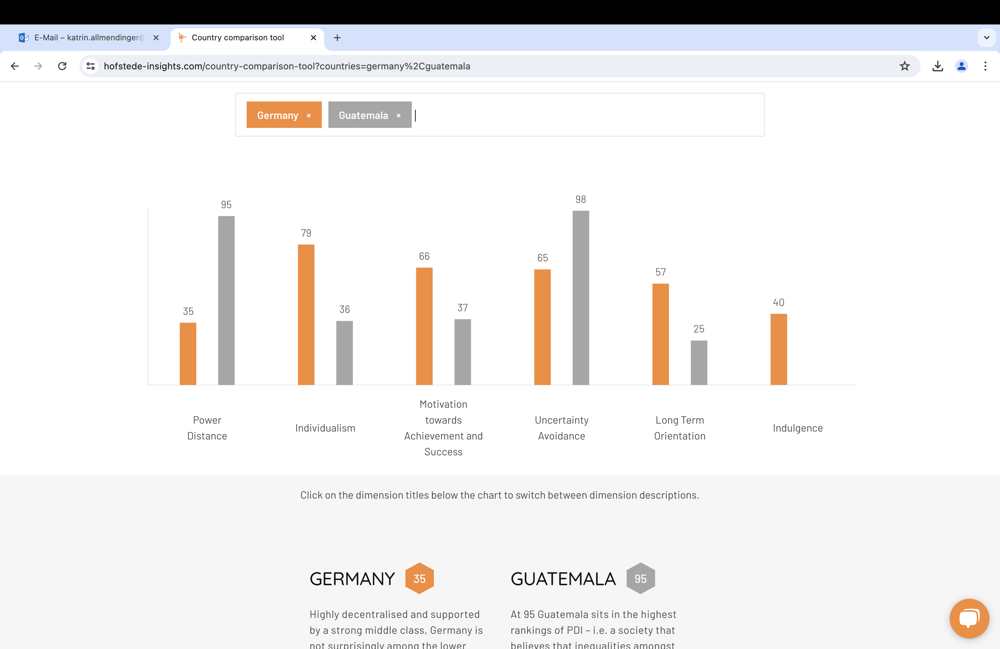 E-Mail – katrin.allmendinger@
Country comparison tool
hofstede-insights.com/country-comparison-tool?countries=germany%2Cguatemala
Germany × Guatemala ×
95
98
79
66
65
57
40
35
36
37
25
Power
Distance
Individualism
Motivation
towards
Achievement and
Success
Uncertainty
Avoidance
Long Term
Orientation
Indulgence
Click on the dimension titles below the chart to switch between dimension descriptions.
GERMANY 35
Highly decentralised and supported
by a strong middle class, Germany is
not surprisingly among the lower
GUATEMALA 95
At 95 Guatemala sits in the highest
rankings of PDI – i.e. a society that
believes that inequalities amongst